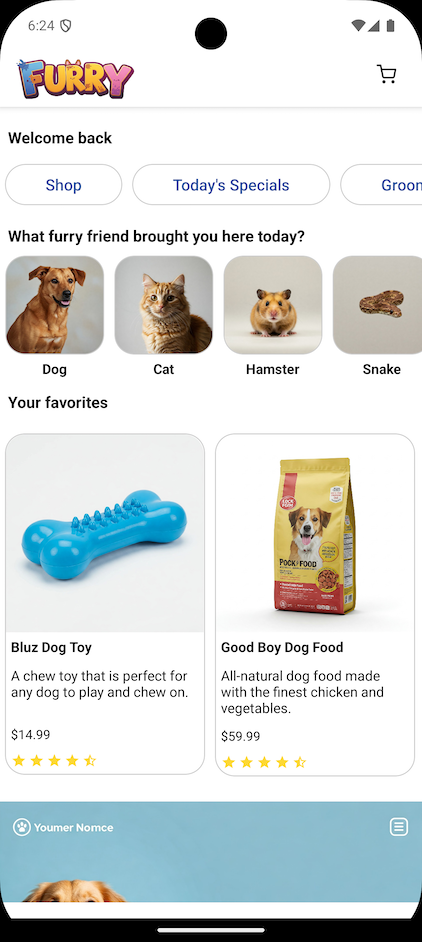 6:24
FURRY
Welcome back
Shop
Today's Specials
Groon
What furry friend brought you here today?
Dog
Cat
Hamster
Snake
Your favorites
POCK FOOD
Bluz Dog Toy
A chew toy that is perfect for
any dog to play and chew on.
$14.99
Good Boy Dog Food
All-natural dog food made
with the finest chicken and
vegetables.
$59.99
Youmer Nomce